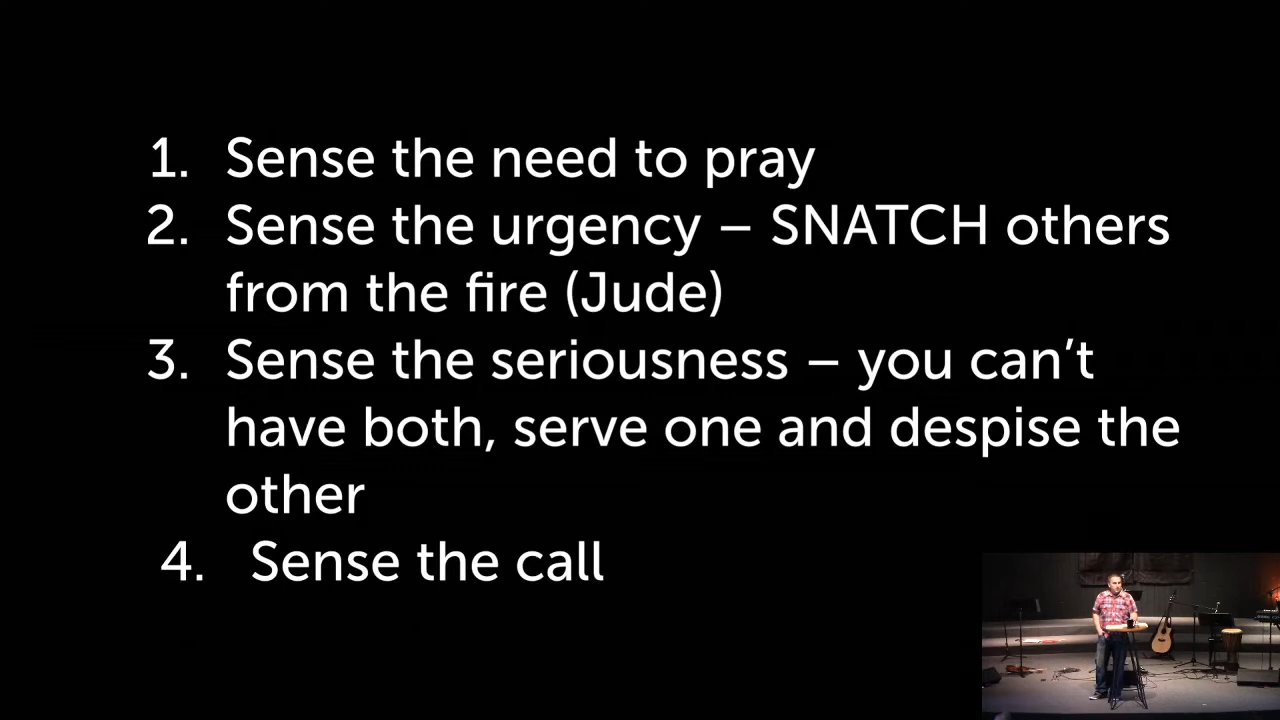 1. Sense the need to pray
2. Sense the urgency – SNATCH others
from the fire (Jude)
3. Sense the seriousness – you can’t
have both, serve one and despise the
other
4. Sense the call